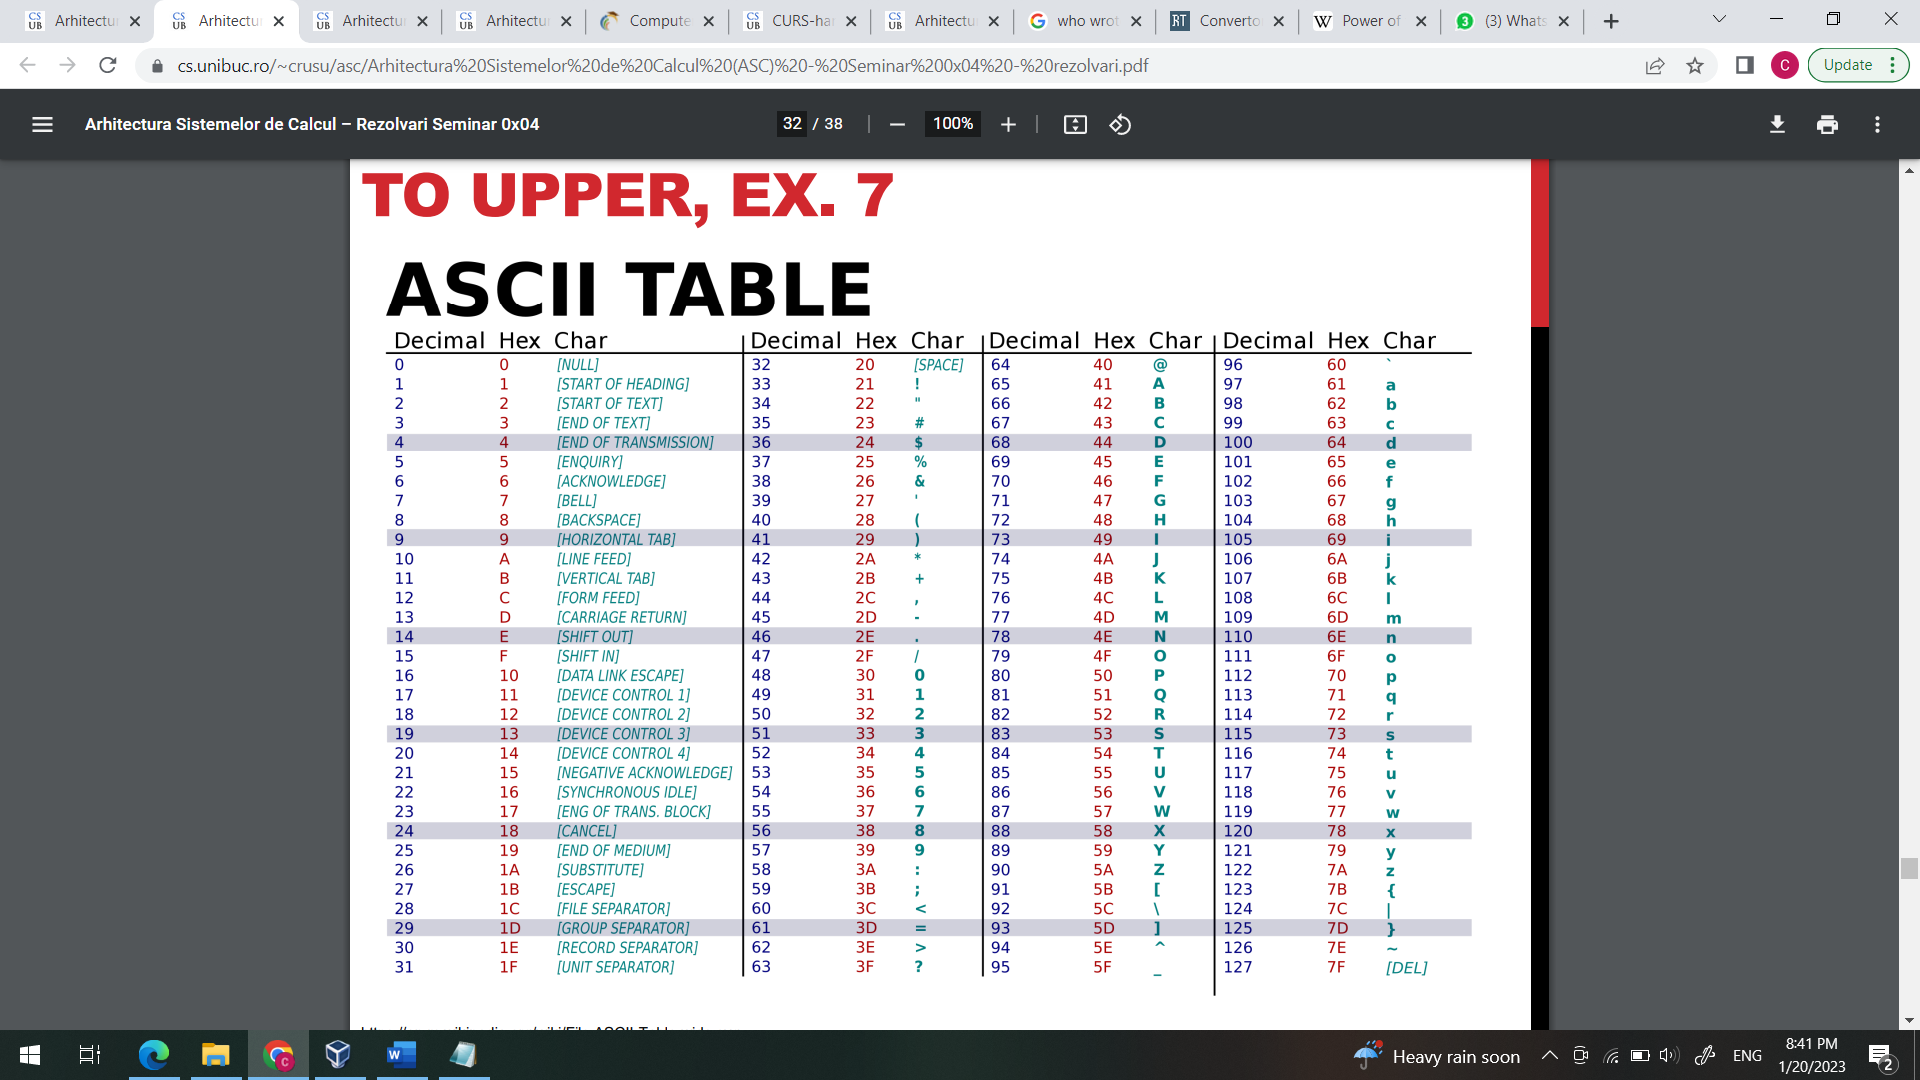 Arhitectur
Arhitectur
Arhitectur
Arhitectur
Compute
CURS-har
Arhitectu
who wrot
Converto
Power of
(3) Whats
cs.unibuc.ro/~crusu/asc/Arhitectura%20Sistemelor%20de%20Calcul%20(ASC)%20-%20Seminar%200x04%20-%20rezolvari.pdf
Update
Arhitectura Sistemelor de Calcul – Rezolvari Seminar 0x04
32 / 38
100%
TO UPPER, EX. 7
ASCII TABLE
Decimal Hex Char Decimal Hex Char Decimal Hex Char Decimal Hex Char
0 0 [NULL] 32 20 [SPACE] 64 40 @ 96 60 `
1 1 [START OF HEADING] 33 21 ! 65 41 A 97 61 a
2 2 [START OF TEXT] 34 22 " 66 42 B 98 62 b
3 3 [END OF TEXT] 35 23 # 67 43 C 99 63 c
4 4 [END OF TRANSMISSION] 36 24 $ 68 44 D 100 64 d
5 5 [ENQUIRY] 37 25 % 69 45 E 101 65 e
6 6 [ACKNOWLEDGE] 38 26 & 70 46 F 102 66 f
7 7 [BELL] 39 27 ' 71 47 G 103 67 g
8 8 [BACKSPACE] 40 28 ( 72 48 H 104 68 h
9 9 [HORIZONTAL TAB] 41 29 ) 73 49 I 105 69 i
10 A [LINE FEED] 42 2A * 74 4A J 106 6A j
11 B [VERTICAL TAB] 43 2B + 75 4B K 107 6B k
12 C [FORM FEED] 44 2C , 76 4C L 108 6C l
13 D [CARRIAGE RETURN] 45 2D - 77 4D M 109 6D m
14 E [SHIFT OUT] 46 2E . 78 4E N 110 6E n
15 F [SHIFT IN] 47 2F / 79 4F O 111 6F o
16 10 [DATA LINK ESCAPE] 48 30 0 80 50 P 112 70 p
17 11 [DEVICE CONTROL 1] 49 31 1 81 51 Q 113 71 q
18 12 [DEVICE CONTROL 2] 50 32 2 82 52 R 114 72 r
19 13 [DEVICE CONTROL 3] 51 33 3 83 53 S 115 73 s
20 14 [DEVICE CONTROL 4] 52 34 4 84 54 T 116 74 t
21 15 [NEGATIVE ACKNOWLEDGE] 53 35 5 85 55 U 117 75 u
22 16 [SYNCHRONOUS IDLE] 54 36 6 86 56 V 118 76 v
23 17 [ENG OF TRANS. BLOCK] 55 37 7 87 57 W 119 77 w
24 18 [CANCEL] 56 38 8 88 58 X 120 78 x
25 19 [END OF MEDIUM] 57 39 9 89 59 Y 121 79 y
26 1A [SUBSTITUTE] 58 3A : 90 5A Z 122 7A z
27 1B [ESCAPE] 59 3B ; 91 5B [ 123 7B {
28 1C [FILE SEPARATOR] 60 3C < 92 5C \ 124 7C |
29 1D [GROUP SEPARATOR] 61 3D = 93 5D ] 125 7D }
30 1E [RECORD SEPARATOR] 62 3E > 94 5E ^ 126 7E ~
31 1F [UNIT SEPARATOR] 63 3F ? 95 5F _ 127 7F [DEL]
Heavy rain soon
ENG
8:41 PM
1/20/2023
2